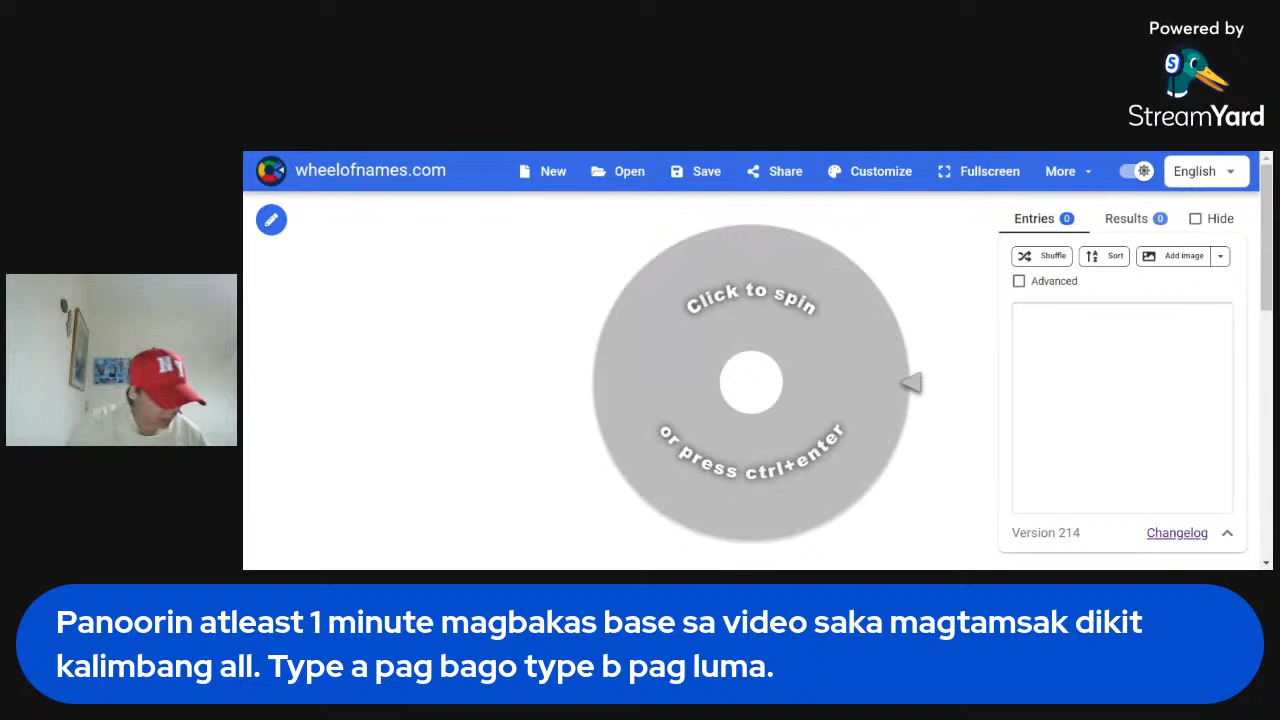 Powered by
StreamYard
wheelofnames.com New Open Save Share Customize Fullscreen More English
Entries 0 Results 0 Hide
Shuffle Sort Add image
Advanced
Click to spin
or press ctrl+enter
Version 214 Changelog
Panoorin atleast 1 minute magbakas base sa video saka magtamsak dikit
kalimbang all. Type a pag bago type b pag luma.